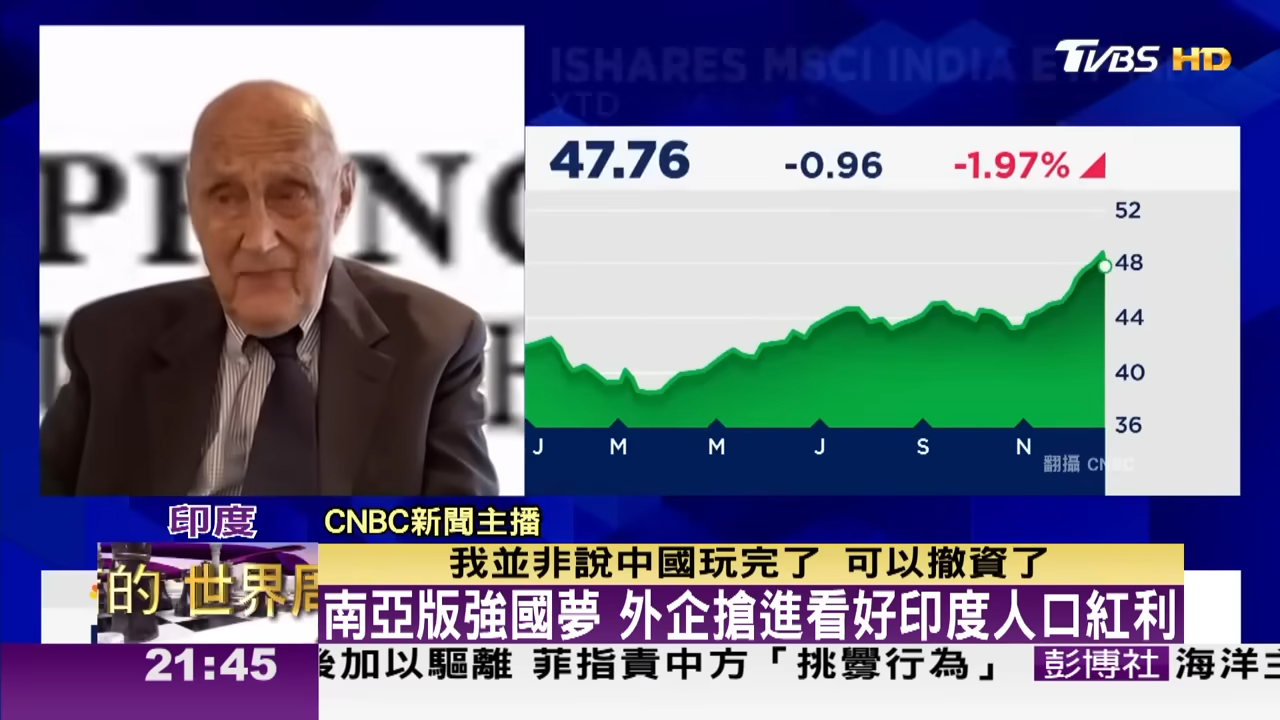 ISHARES MSCI INDIA ETF
YTD
TVBS HD
47.76 -0.96 -1.97%
52
48
44
40
36
J M M J S N
翻攝 CNBC
印度
CNBC新聞主播
我並非說中國玩完了 可以撤資了
的 世界周
南亞版強國夢 外企搶進看好印度人口紅利
21:45
後加以驅離 菲指責中方「挑釁行為」 彭博社 海洋主